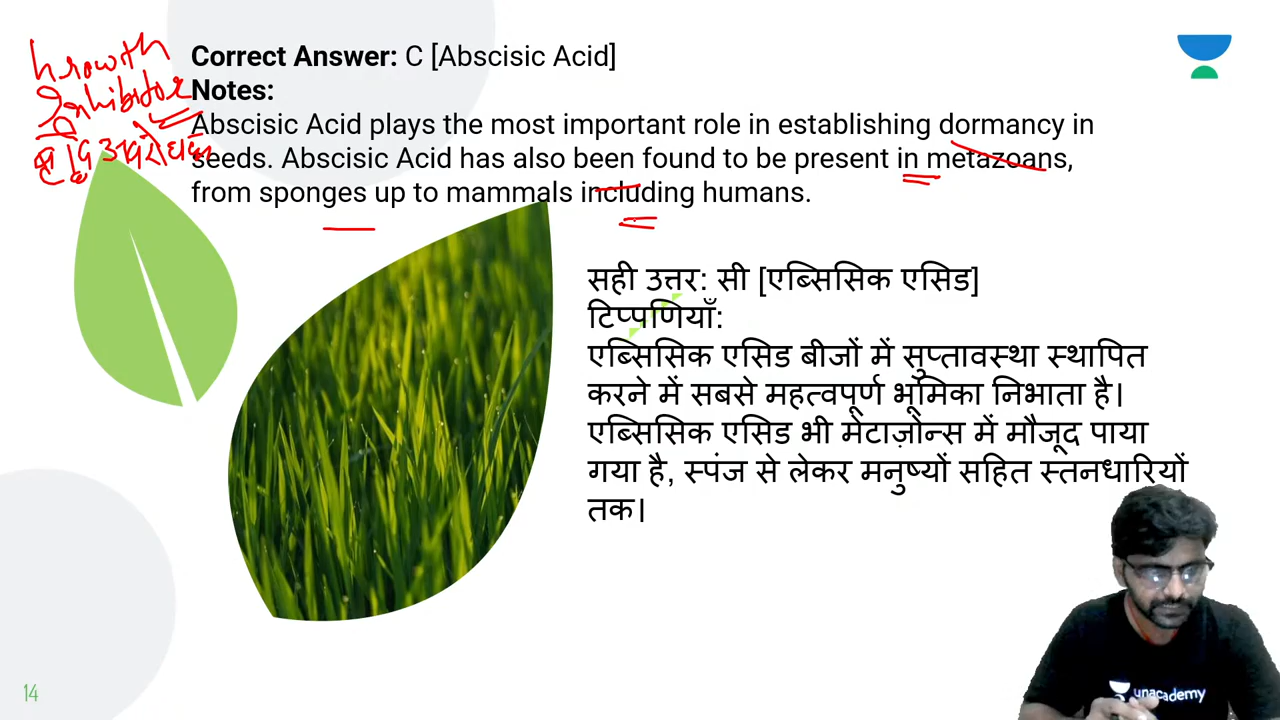 Growth
Inhibitor
वृद्धि अवरोधक
Correct Answer: C [Abscisic Acid]
Notes:
Abscisic Acid plays the most important role in establishing dormancy in
seeds. Abscisic Acid has also been found to be present in metazoans,
from sponges up to mammals including humans.
सही उत्तर: सी [एब्सिसिक एसिड]
टिप्पणियाँ:
एब्सिसिक एसिड बीजों में सुप्तावस्था स्थापित
करने में सबसे महत्वपूर्ण भूमिका निभाता है।
एब्सिसिक एसिड भी मेटाज़ोन्स में मौजूद पाया
गया है, स्पंज से लेकर मनुष्यों सहित स्तनधारियों
तक।
unacademy
14